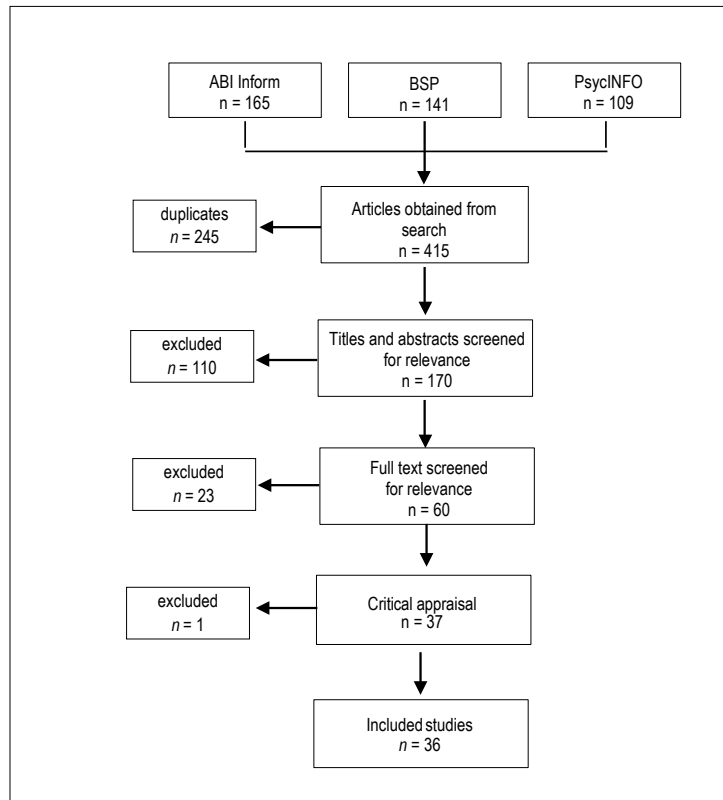 ABI Inform
n = 165
BSP
n = 141
PsycINFO
n = 109
Articles obtained from
search
n = 415
duplicates
n = 245
Titles and abstracts screened
for relevance
n = 170
excluded
n = 110
Full text screened
for relevance
n = 60
excluded
n = 23
Critical appraisal
n = 37
excluded
n = 1
Included studies
n = 36